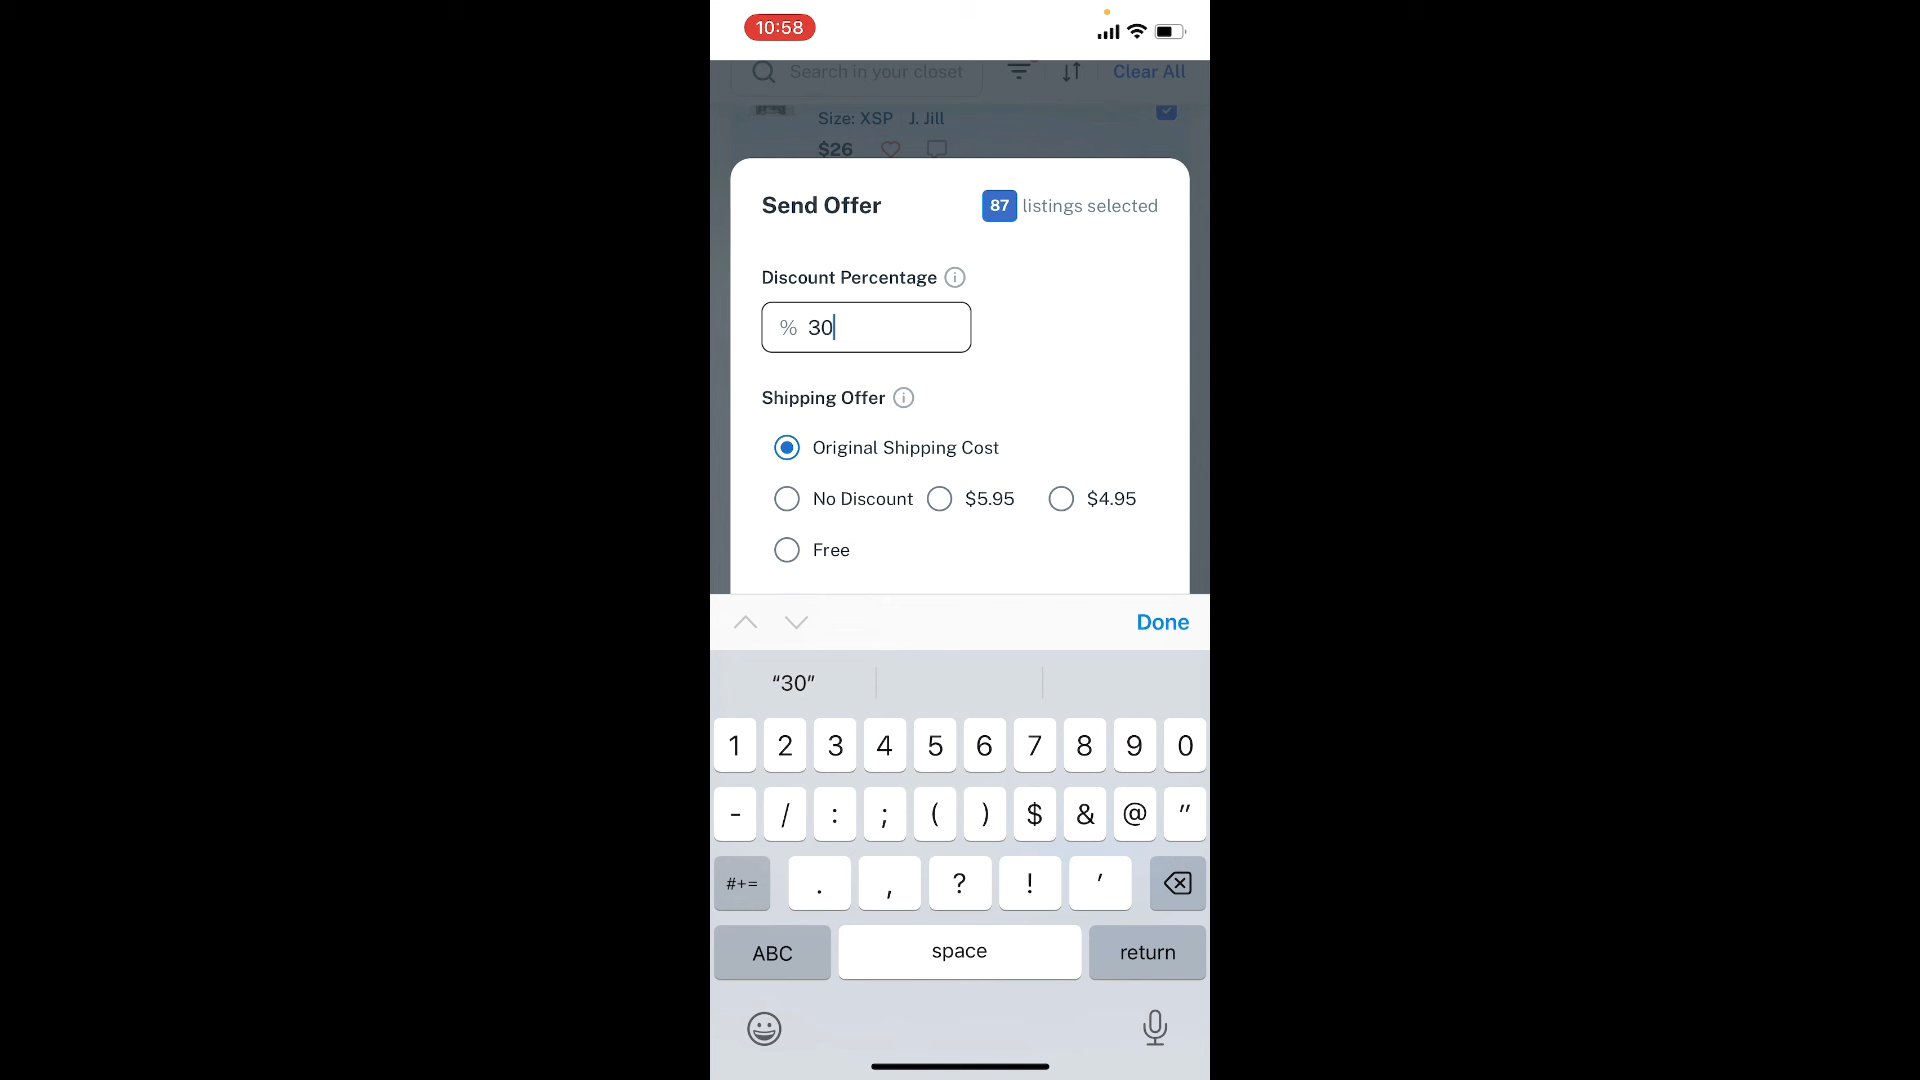 10:58
Search in your closet Clear All
Size: XSP J. Jill
$26
Send Offer 87 listings selected
Discount Percentage i
% 30
Shipping Offer i
Original Shipping Cost
No Discount $5.95 $4.95
Free
Done
“30”
1 2 3 4 5 6 7 8 9 0
- / : ; ( ) $ & @ "
#+= . , ? ! '
ABC space return